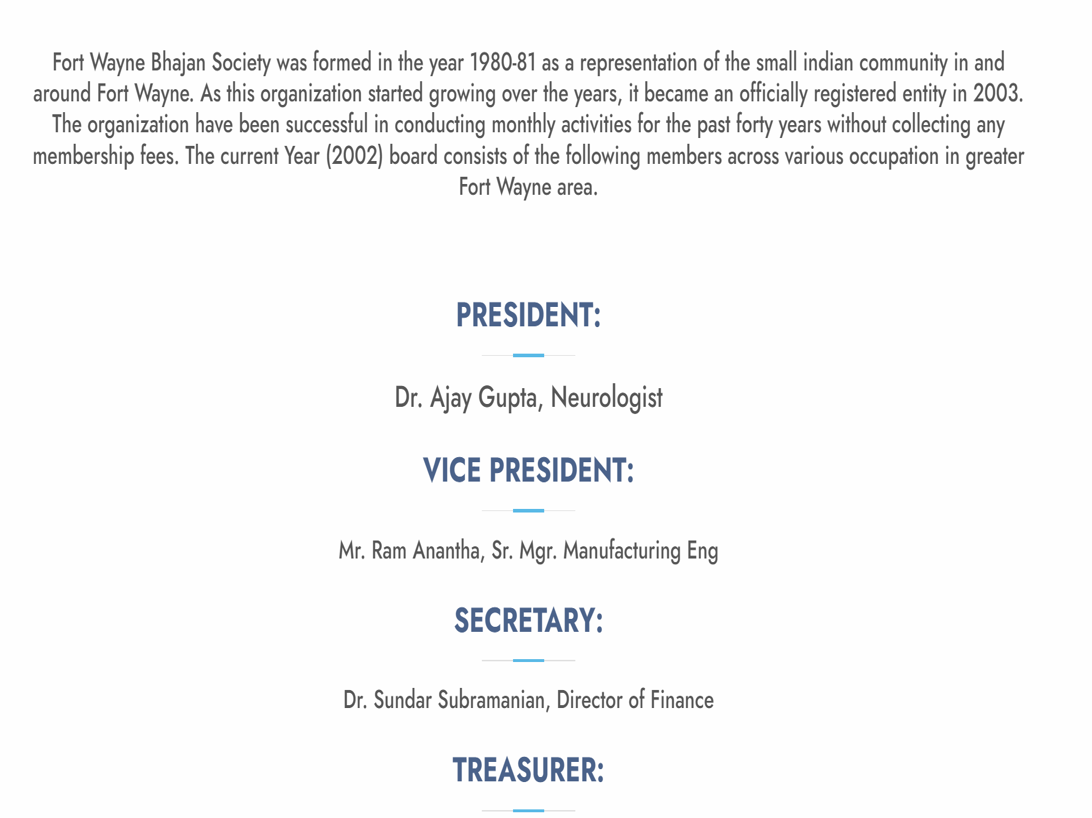 Fort Wayne Bhajan Society was formed in the year 1980-81 as a representation of the small indian community in and
around Fort Wayne. As this organization started growing over the years, it became an officially registered entity in 2003.
The organization have been successful in conducting monthly activities for the past forty years without collecting any
membership fees. The current Year (2002) board consists of the following members across various occupation in greater
Fort Wayne area.
PRESIDENT:
Dr. Ajay Gupta, Neurologist
VICE PRESIDENT:
Mr. Ram Anantha, Sr. Mgr. Manufacturing Eng
SECRETARY:
Dr. Sundar Subramanian, Director of Finance
TREASURER: